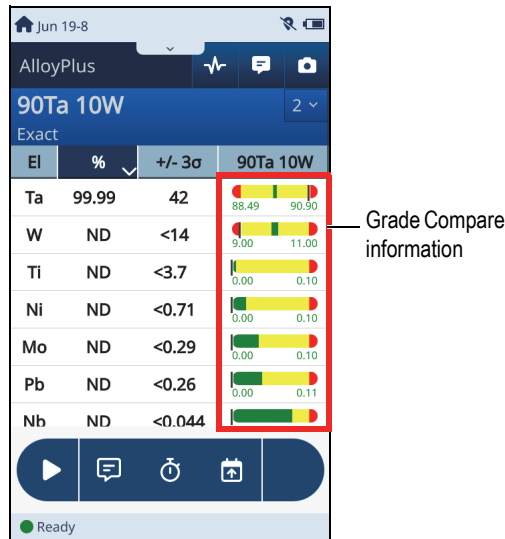 Jun 19-8
AlloyPlus
90Ta 10W
2
Exact
El % +/- 3σ 90Ta 10W
Ta 99.99 42 88.49 90.90
W ND <14 9.00 11.00
Ti ND <3.7 0.00 0.10
Ni ND <0.71 0.00 0.10
Mo ND <0.29 0.00 0.10
Pb ND <0.26 0.00 0.11
Nb ND <0.044
Ready
Grade Compare
information